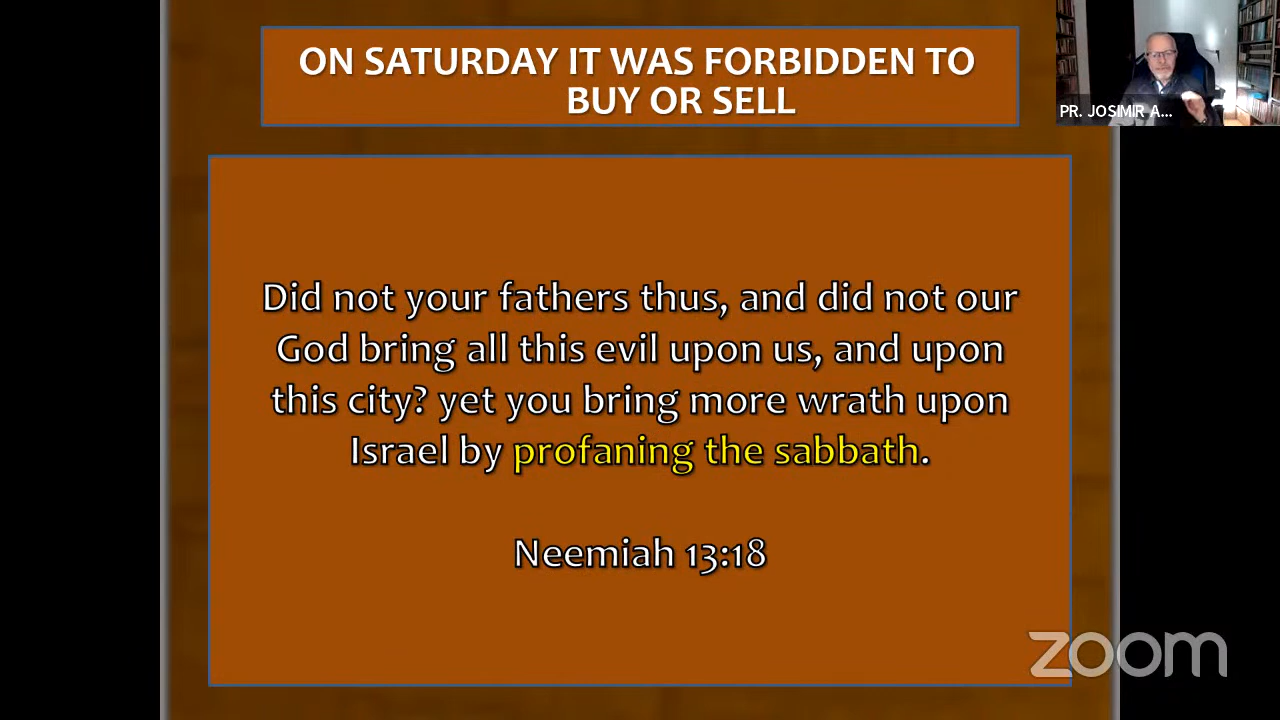 ON SATURDAY IT WAS FORBIDDEN TO
BUY OR SELL
PR. JOSIMIR A...
Did not your fathers thus, and did not our
God bring all this evil upon us, and upon
this city? yet you bring more wrath upon
Israel by profaning the sabbath.
Neemiah 13:18
zoom